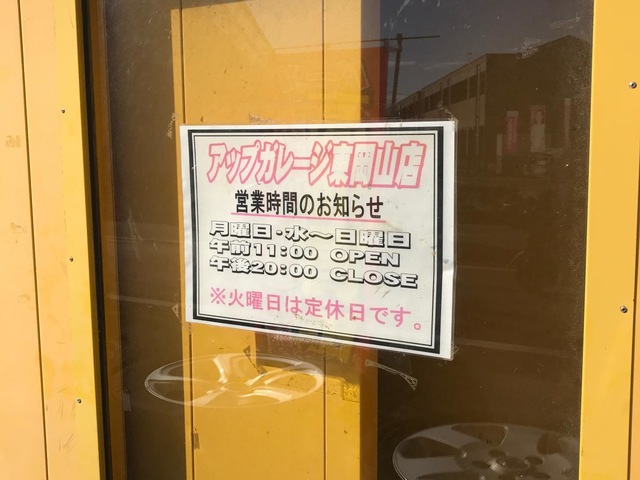 アップガレージ東岡山店
営業時間のお知らせ
月曜日・水～日曜日
午前11:00 OPEN
午後20:00 CLOSE
※火曜日は定休日です。